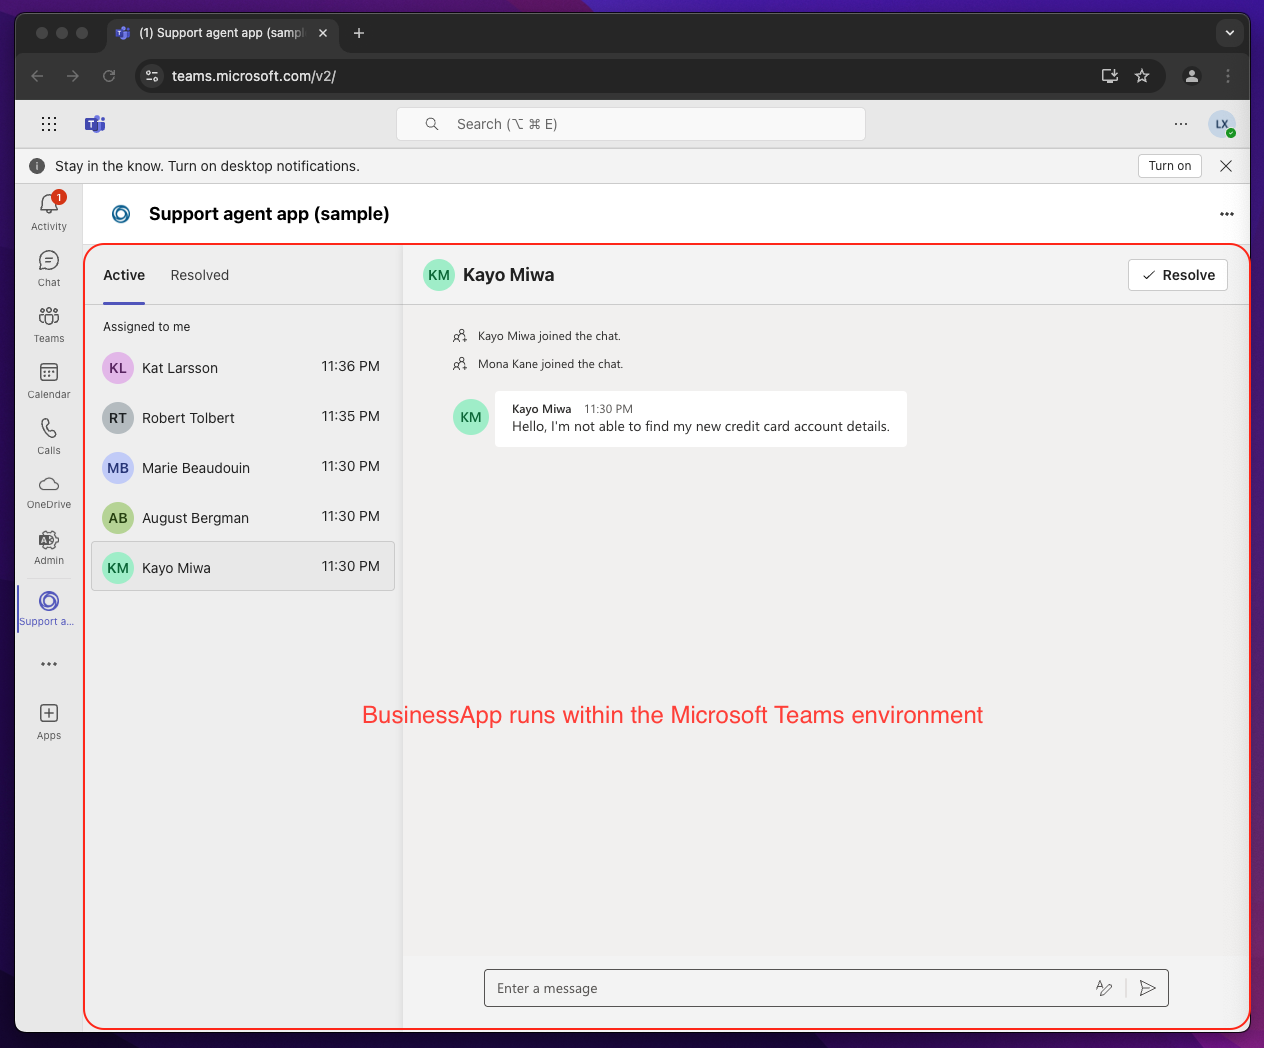 (1) Support agent app (sampl
teams.microsoft.com/v2/
Search (⌥ ⌘ E)
LX
Stay in the know. Turn on desktop notifications.
Turn on
1
Activity
Chat
Teams
Calendar
Calls
OneDrive
Admin
Support a...
Apps
Support agent app (sample)
Active
Resolved
Assigned to me
KL Kat Larsson 11:36 PM
RT Robert Tolbert 11:35 PM
MB Marie Beaudouin 11:30 PM
AB August Bergman 11:30 PM
KM Kayo Miwa 11:30 PM
KM Kayo Miwa
Resolve
Kayo Miwa joined the chat.
Mona Kane joined the chat.
KM
Kayo Miwa 11:30 PM
Hello, I'm not able to find my new credit card account details.
BusinessApp runs within the Microsoft Teams environment
Enter a message